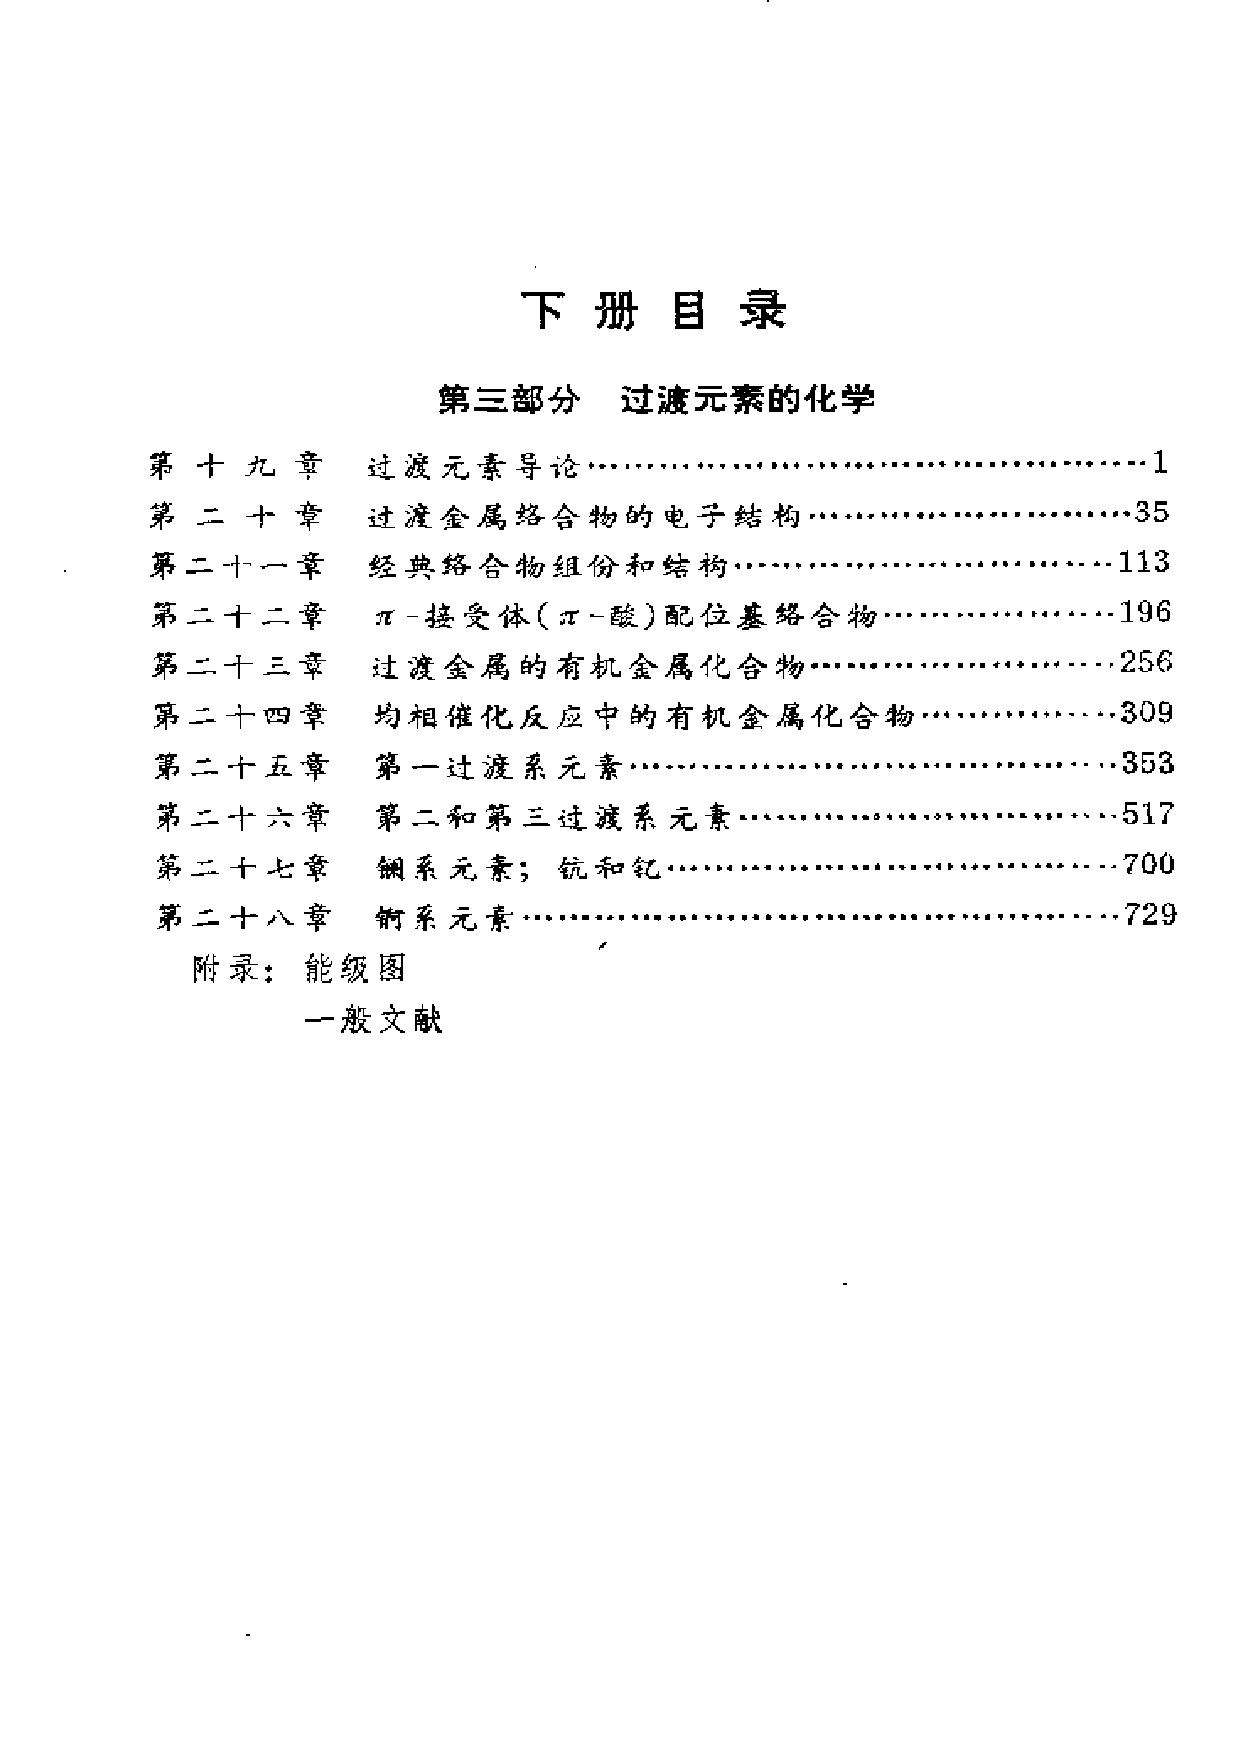 下册目录
第三部分 过渡元素的化学
第十九章 过渡元素导论……………………………………1
第二十章 过渡金属络合物的电子结构……………………35
第二十一章 经典络合物组份和结构………………………113
第二十二章 π-接受体(π-酸)配位基络合物………………196
第二十三章 过渡金属的有机金属化合物…………………256
第二十四章 均相催化反应中的有机金属化合物…………309
第二十五章 第一过渡系元素………………………………353
第二十六章 第二和第三过渡系元素………………………517
第二十七章 镧系元素；钪和钇……………………………700
第二十八章 锕系元素………………………………………729
附录：能级图
一般文献